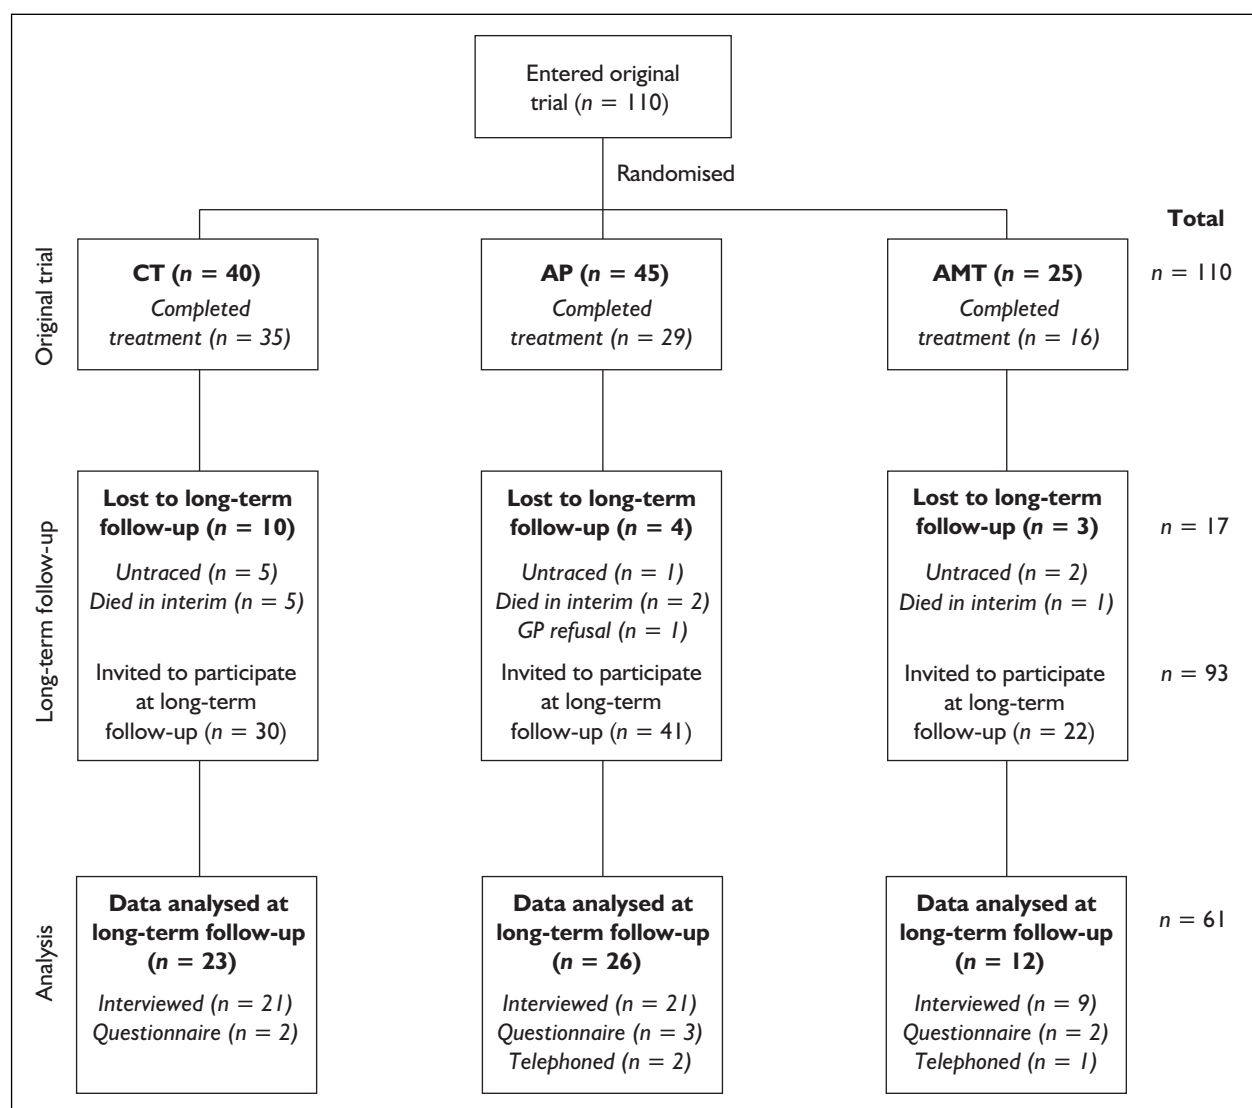 Entered original
trial (n = 110)
Randomised
Total
Original trial
CT (n = 40)
Completed
treatment (n = 35)
AP (n = 45)
Completed
treatment (n = 29)
AMT (n = 25)
Completed
treatment (n = 16)
n = 110
Long-term follow-up
Lost to long-term
follow-up (n = 10)
Untraced (n = 5)
Died in interim (n = 5)
Invited to participate
at long-term
follow-up (n = 30)
Lost to long-term
follow-up (n = 4)
Untraced (n = 1)
Died in interim (n = 2)
GP refusal (n = 1)
Invited to participate
at long-term
follow-up (n = 41)
Lost to long-term
follow-up (n = 3)
Untraced (n = 2)
Died in interim (n = 1)
Invited to participate
at long-term
follow-up (n = 22)
n = 17
n = 93
Analysis
Data analysed at
long-term follow-up
(n = 23)
Interviewed (n = 21)
Questionnaire (n = 2)
Data analysed at
long-term follow-up
(n = 26)
Interviewed (n = 21)
Questionnaire (n = 3)
Telephoned (n = 2)
Data analysed at
long-term follow-up
(n = 12)
Interviewed (n = 9)
Questionnaire (n = 2)
Telephoned (n = 1)
n = 61